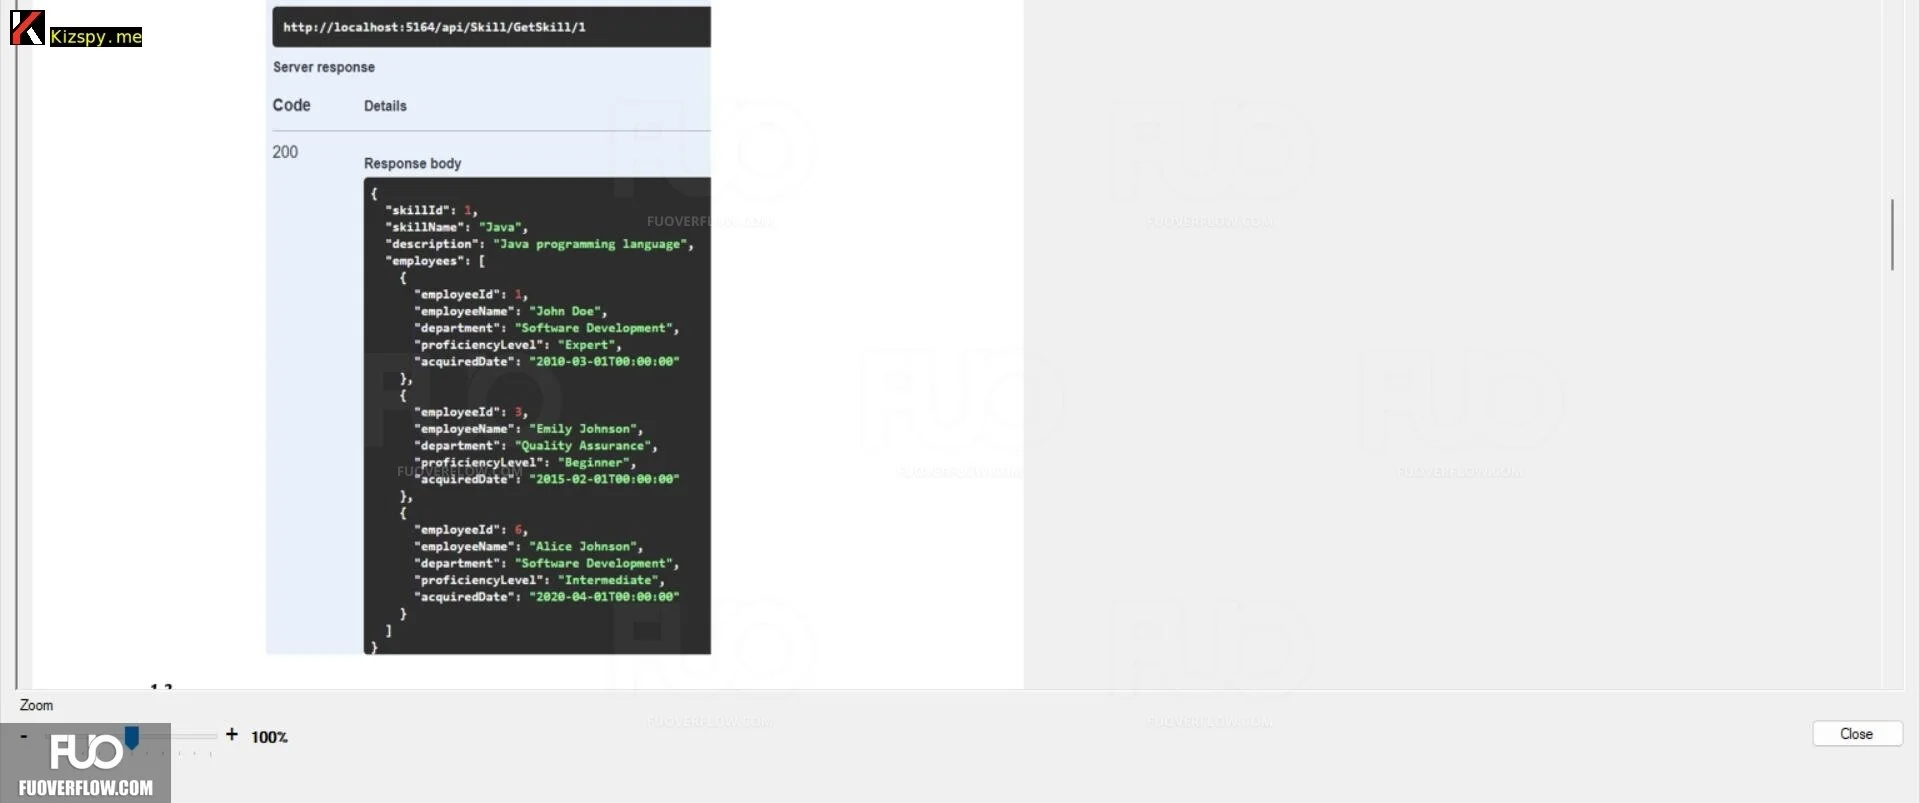 Kizspy.me
http://localhost:5164/api/Skill/GetSkill/1
Server response
Code Details
200
Response body
{
"skillId": 1,
"skillName": "Java",
"description": "Java programming language",
"employees": [
{
"employeeId": 1,
"employeeName": "John Doe",
"department": "Software Development",
"proficiencyLevel": "Expert",
"acquiredDate": "2010-03-01T00:00:00"
},
{
"employeeId": 3,
"employeeName": "Emily Johnson",
"department": "Quality Assurance",
"proficiencyLevel": "Beginner",
"acquiredDate": "2015-02-01T00:00:00"
},
{
"employeeId": 6,
"employeeName": "Alice Johnson",
"department": "Software Development",
"proficiencyLevel": "Intermediate",
"acquiredDate": "2020-04-01T00:00:00"
}
]
}
Zoom
- + 100%
Close
FUO
FUOVERFLOW.COM